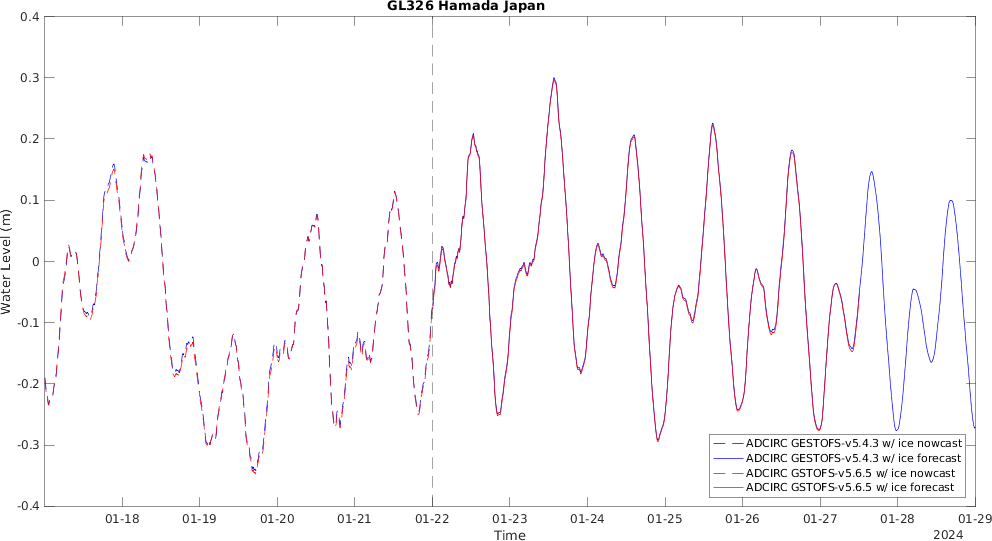 GL326 Hamada Japan
0.4
0.3
0.2
0.1
0
-0.1
-0.2
-0.3
-0.4
Water Level (m)
ADCIRC GESTOFS-v5.4.3 w/ ice nowcast
ADCIRC GESTOFS-v5.4.3 w/ ice forecast
ADCIRC GSTOFS-v5.6.5 w/ ice nowcast
ADCIRC GSTOFS-v5.6.5 w/ ice forecast
01-18 01-19 01-20 01-21 01-22 01-23 01-24 01-25 01-26 01-27 01-28 01-29
Time
2024